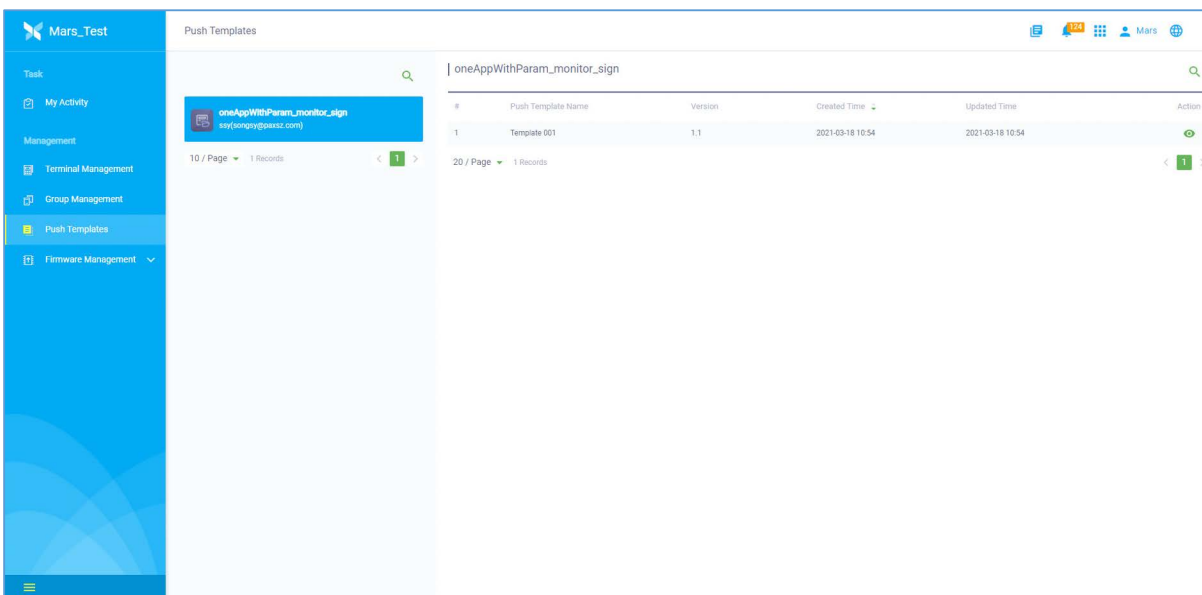 Mars_Test
Push Templates
124
Mars
Task
My Activity
Management
Terminal Management
Group Management
Push Templates
Firmware Management
oneAppWithParam_monitor_sign
ssy(songsy@paxsz.com)
10 / Page 1 Records < 1 >
oneAppWithParam_monitor_sign
# Push Template Name Version Created Time Updated Time Action
1 Template 001 1.1 2021-03-18 10:54 2021-03-18 10:54
20 / Page 1 Records < 1